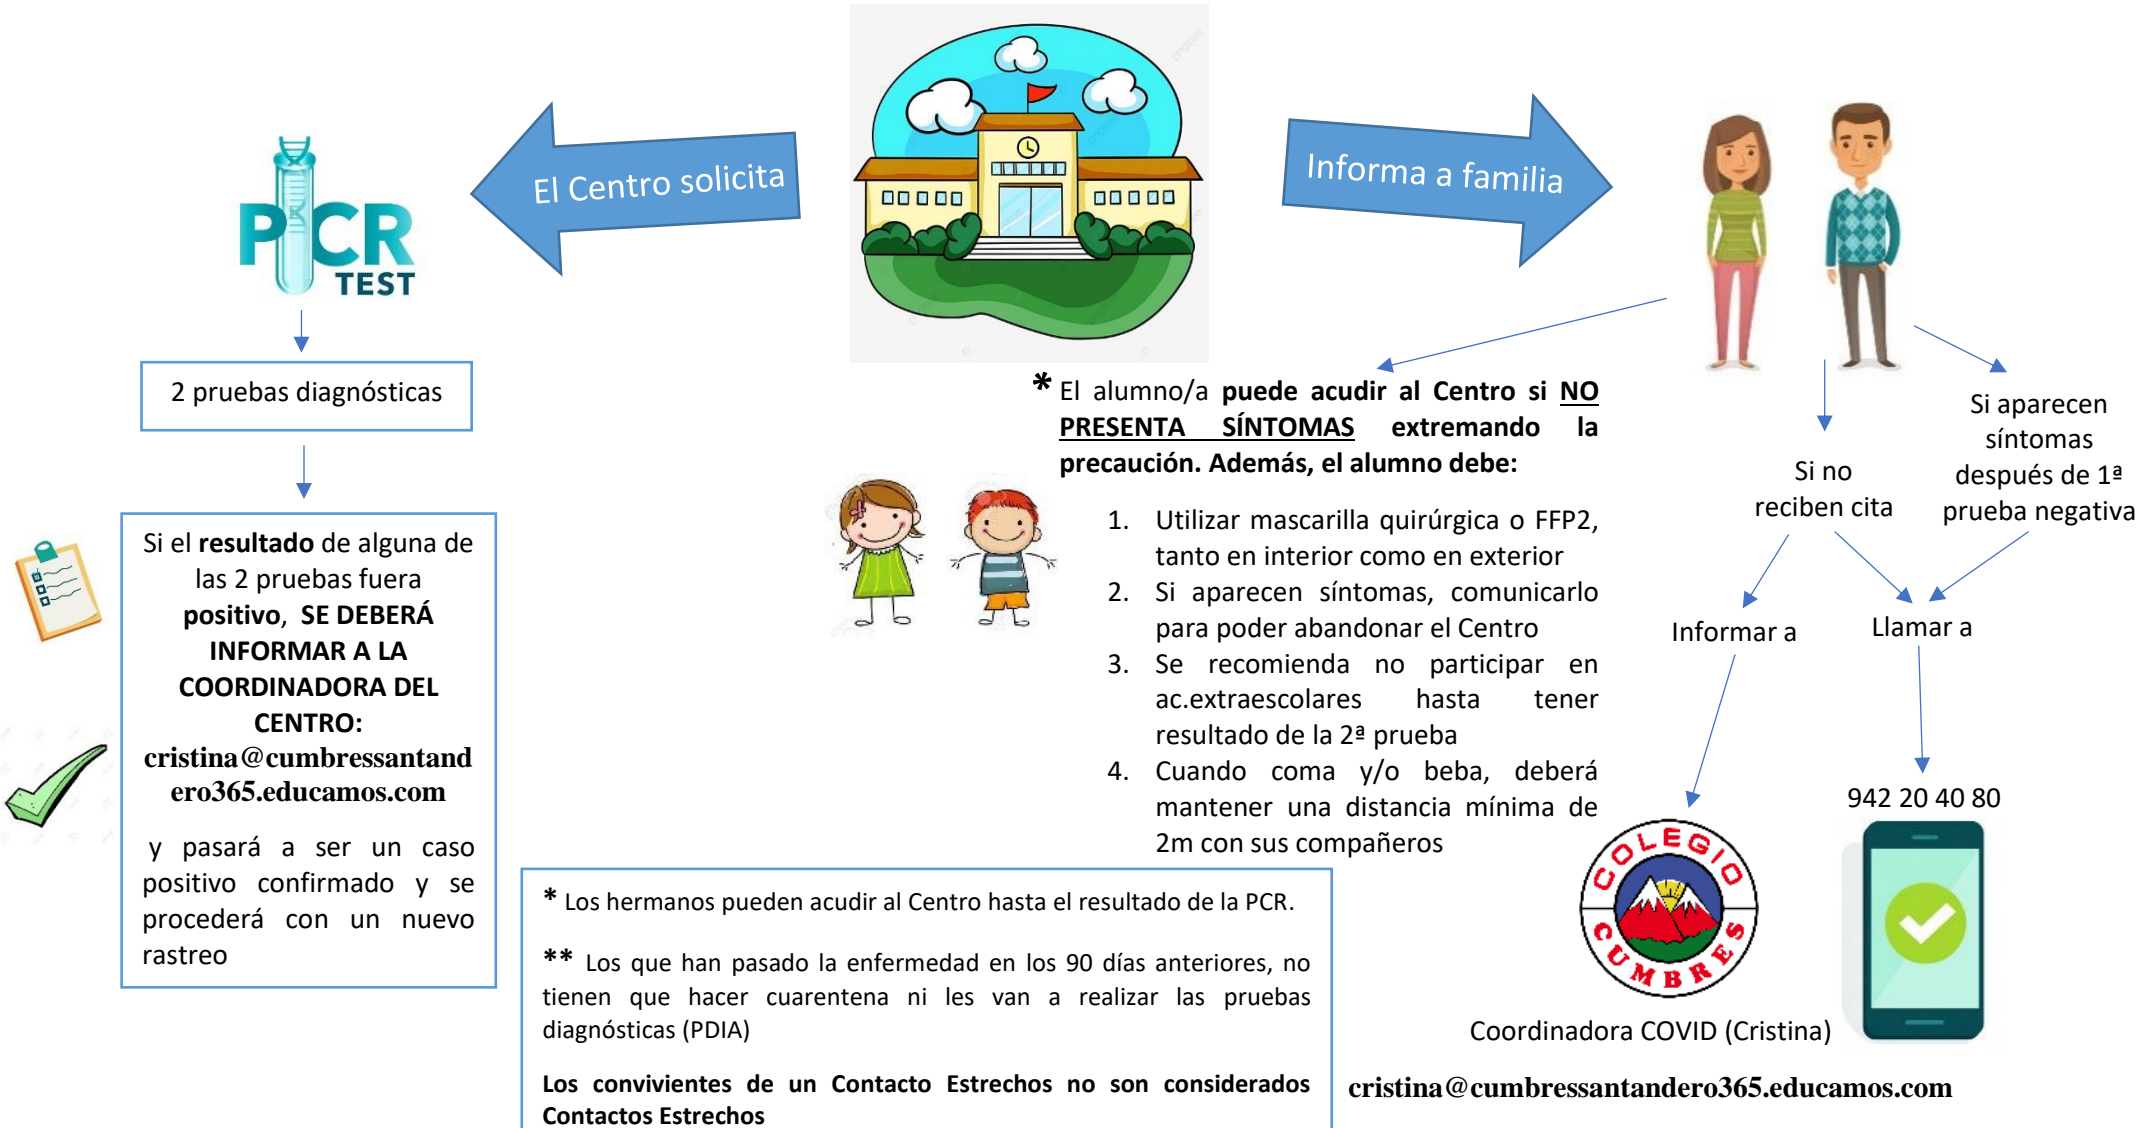 El Centro solicita
Informa a familia
PCR
TEST
2 pruebas diagnósticas
Si el resultado de alguna de
las 2 pruebas fuera
positivo, SE DEBERÁ
INFORMAR A LA
COORDINADORA DEL
CENTRO:
cristina@cumbressantand
ero365.educamos.com
y pasará a ser un caso
positivo confirmado y se
procederá con un nuevo
rastreo
* El alumno/a puede acudir al Centro si NO
PRESENTA SÍNTOMAS extremando la
precaución. Además, el alumno debe:
1. Utilizar mascarilla quirúrgica o FFP2,
tanto en interior como en exterior
2. Si aparecen síntomas, comunicarlo
para poder abandonar el Centro
3. Se recomienda no participar en
ac.extraescolares hasta tener
resultado de la 2ª prueba
4. Cuando coma y/o beba, deberá
mantener una distancia mínima de
2m con sus compañeros
Si no
reciben cita
Si aparecen
síntomas
después de 1ª
prueba negativa
Informar a
Llamar a
942 20 40 80
COLEGIO
CUMBRES
Coordinadora COVID (Cristina)
cristina@cumbressantandero365.educamos.com
* Los hermanos pueden acudir al Centro hasta el resultado de la PCR.
** Los que han pasado la enfermedad en los 90 días anteriores, no
tienen que hacer cuarentena ni les van a realizar las pruebas
diagnósticas (PDIA)
Los convivientes de un Contacto Estrechos no son considerados
Contactos Estrechos